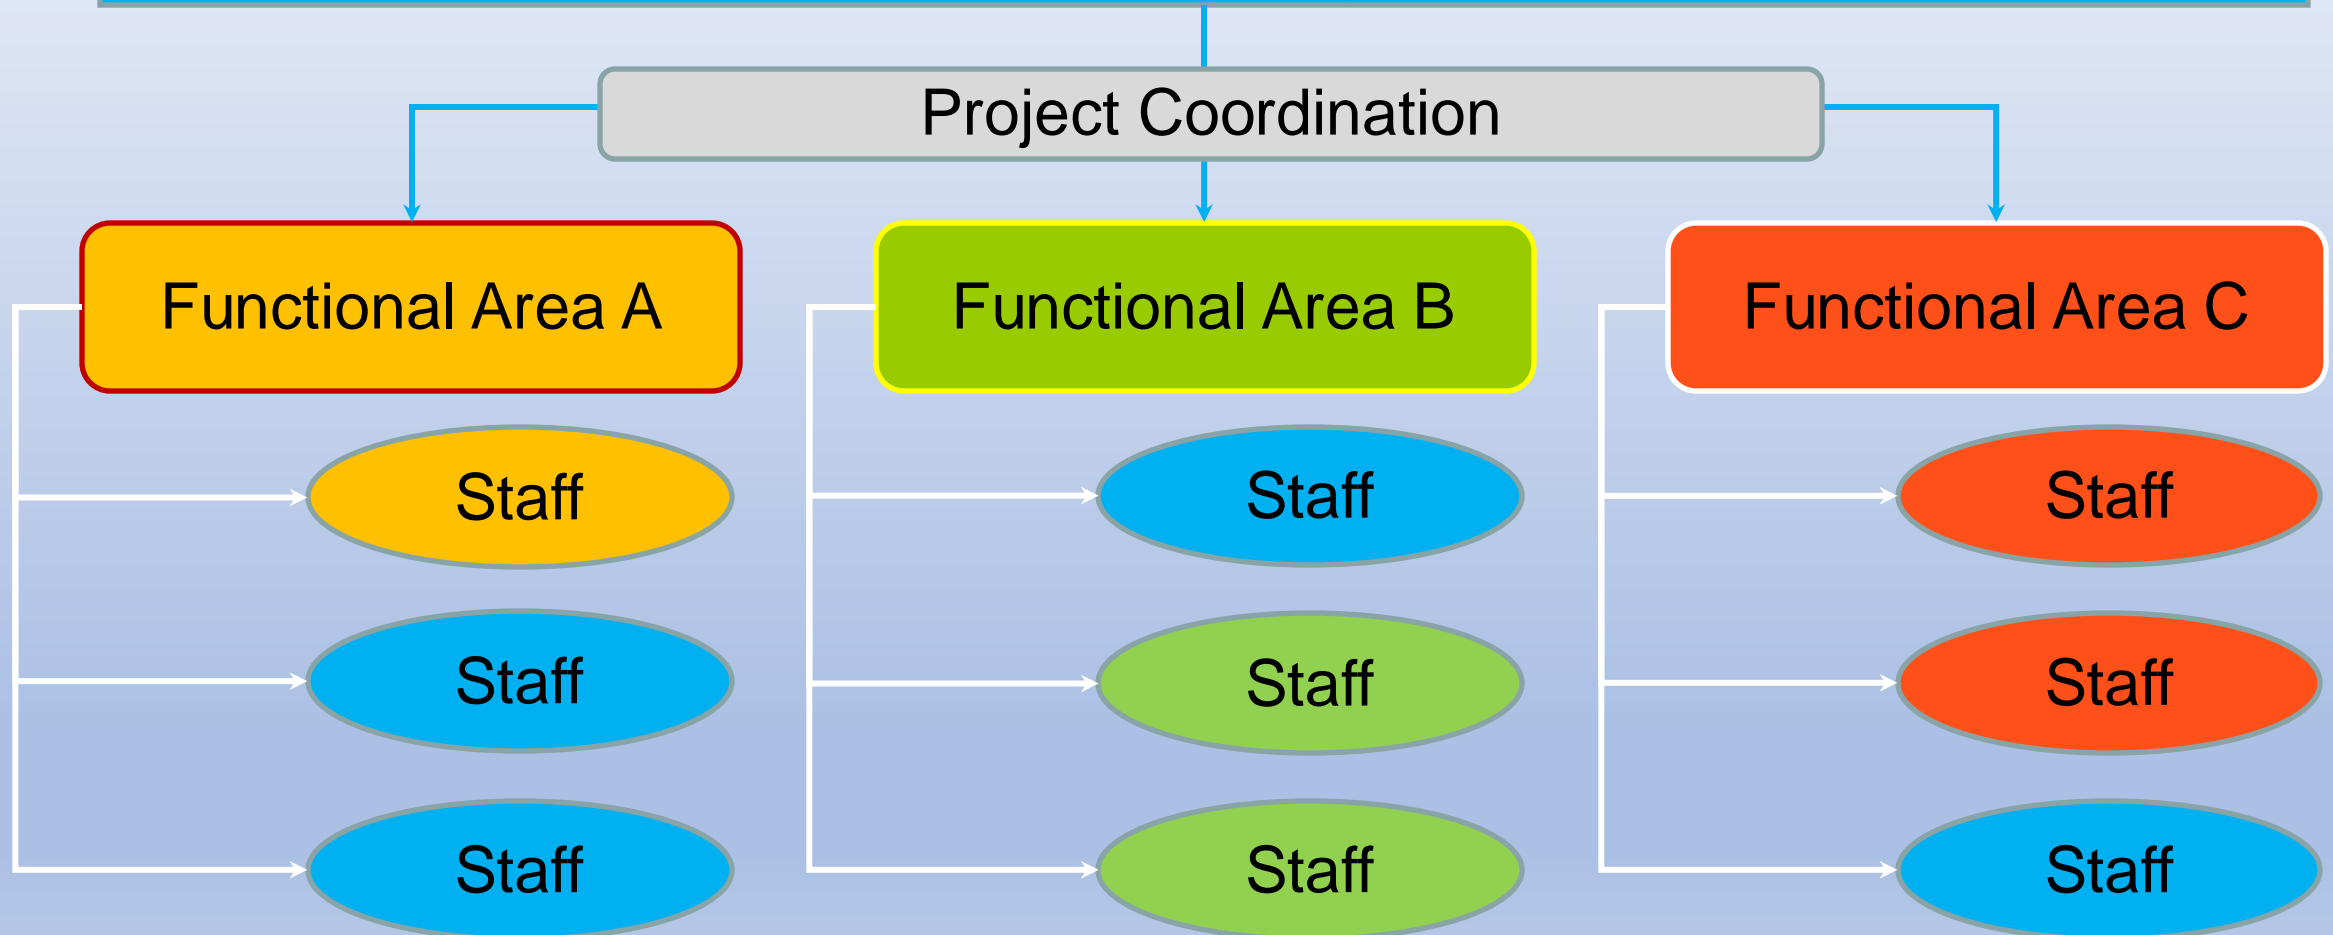 Project Coordination
Functional Area A
Functional Area B
Functional Area C
Staff
Staff
Staff
Staff
Staff
Staff
Staff
Staff
Staff